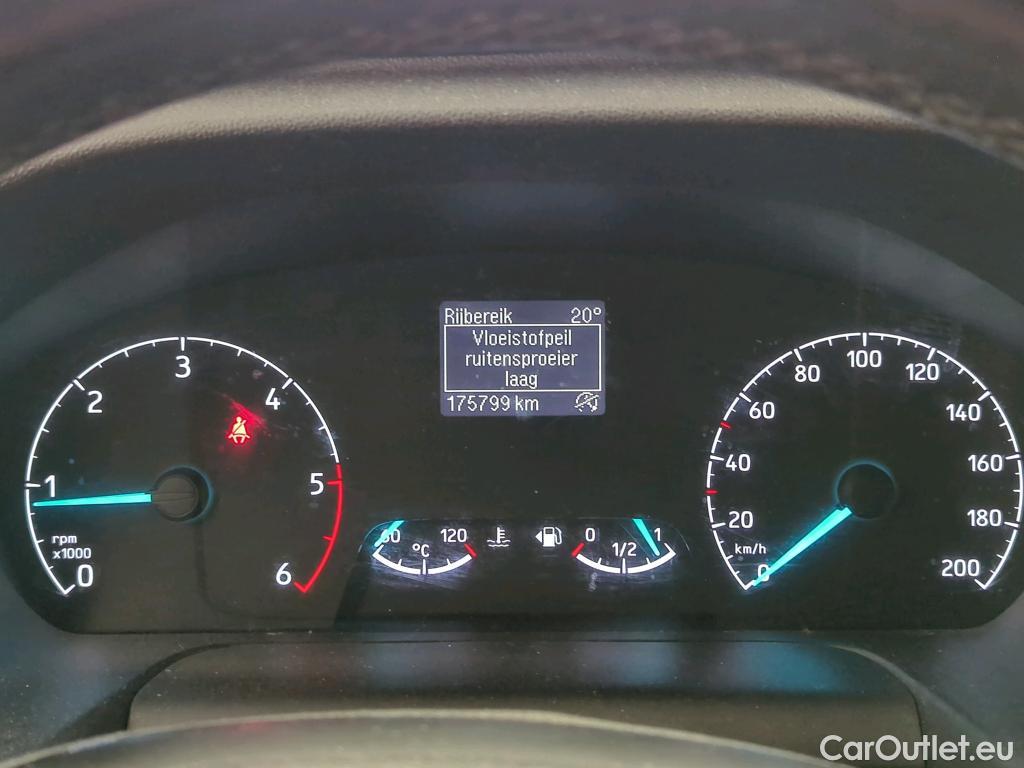 Rijbereik 20°
Vloeistofpeil
ruitensproeier
laag
175799 km
0 1 2 3 4 5 6
rpm
x1000
60 120
°C
0 1/2 1
0 20 40 60 80 100 120 140 160 180 200
km/h
CarOutlet.eu